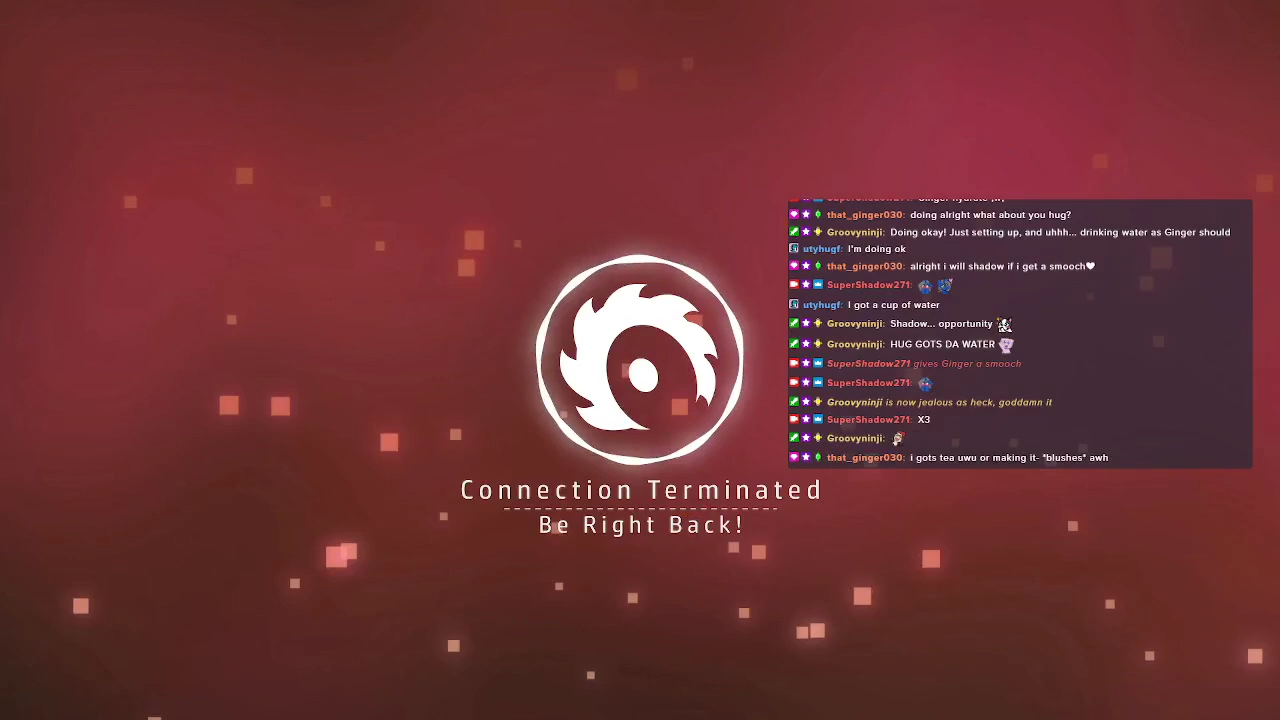 that_ginger030: doing alright what about you hug?
Groovyninji: Doing okay! Just setting up, and uhhh... drinking water as Ginger should
utyhugf: I'm doing ok
that_ginger030: alright i will shadow if i get a smooch♥
SuperShadow271:
utyhugf: I got a cup of water
Groovyninji: Shadow... opportunity
Groovyninji: HUG GOTS DA WATER
SuperShadow271 gives Ginger a smooch
SuperShadow271:
Groovyninji is now jealous as heck, goddamn it
SuperShadow271: X3
Groovyninji:
that_ginger030: i gots tea uwu or making it- *blushes* awh
Connection Terminated
Be Right Back!